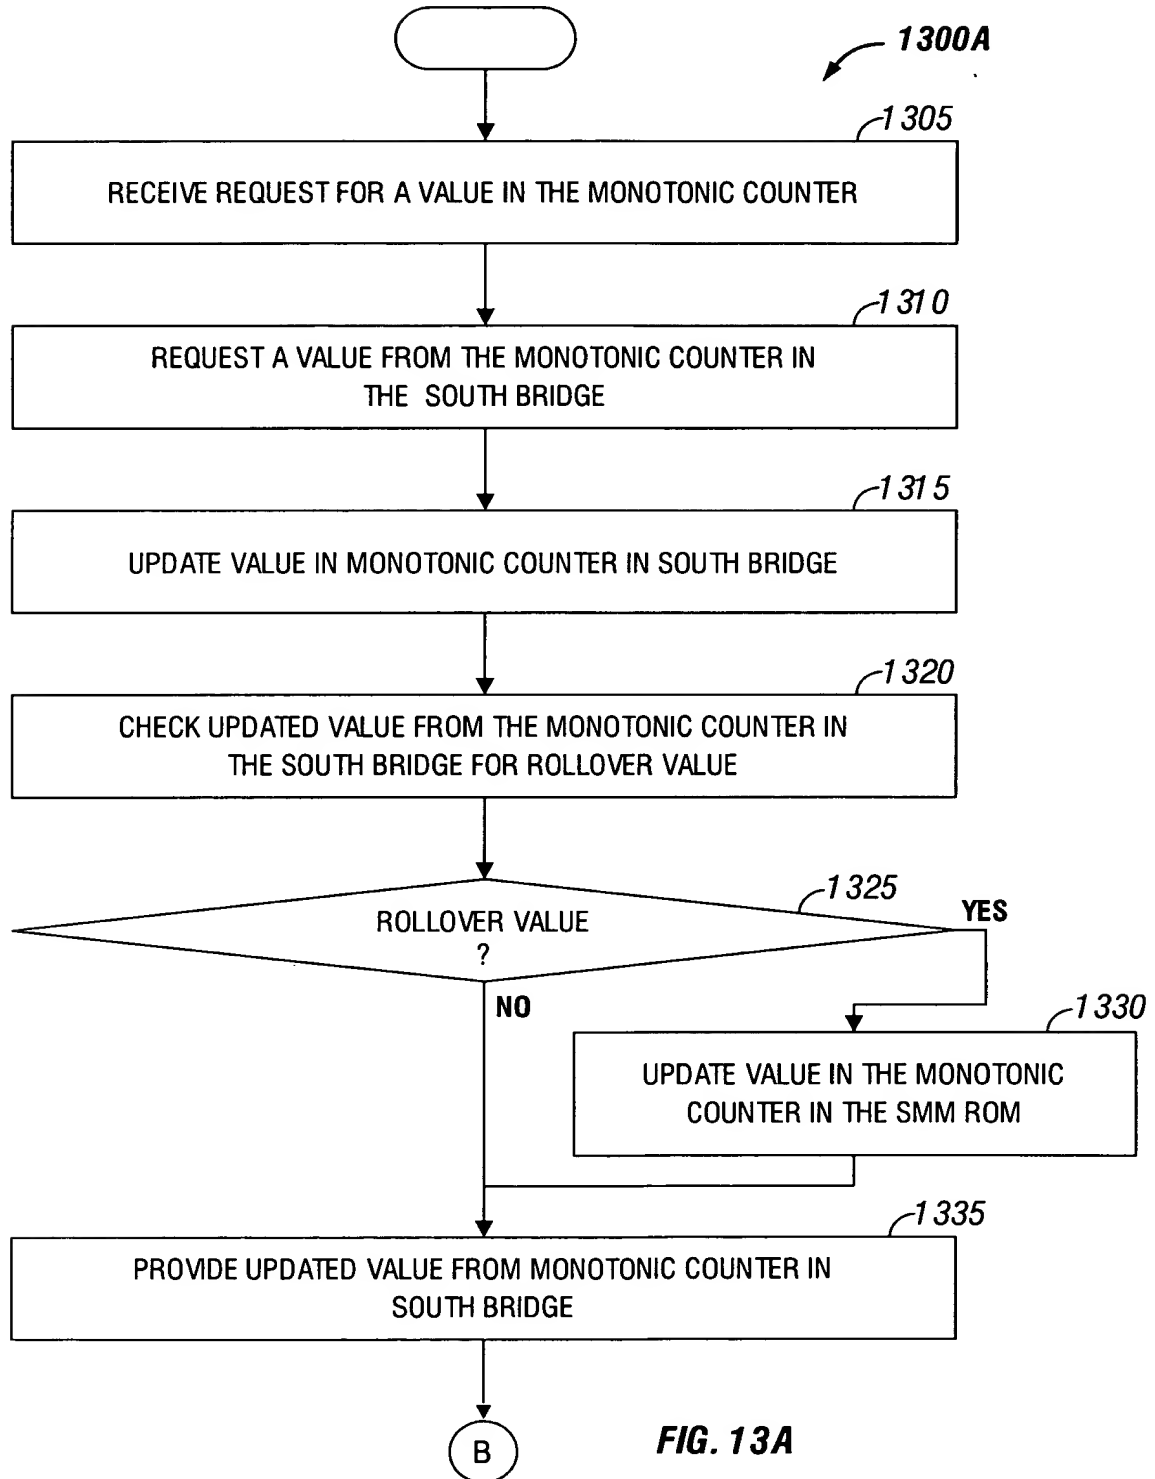 1300A
1305
RECEIVE REQUEST FOR A VALUE IN THE MONOTONIC COUNTER
1310
REQUEST A VALUE FROM THE MONOTONIC COUNTER IN
THE SOUTH BRIDGE
1315
UPDATE VALUE IN MONOTONIC COUNTER IN SOUTH BRIDGE
1320
CHECK UPDATED VALUE FROM THE MONOTONIC COUNTER IN
THE SOUTH BRIDGE FOR ROLLOVER VALUE
1325
ROLLOVER VALUE
?
YES
NO
1330
UPDATE VALUE IN THE MONOTONIC
COUNTER IN THE SMM ROM
1335
PROVIDE UPDATED VALUE FROM MONOTONIC COUNTER IN
SOUTH BRIDGE
B
FIG. 13A